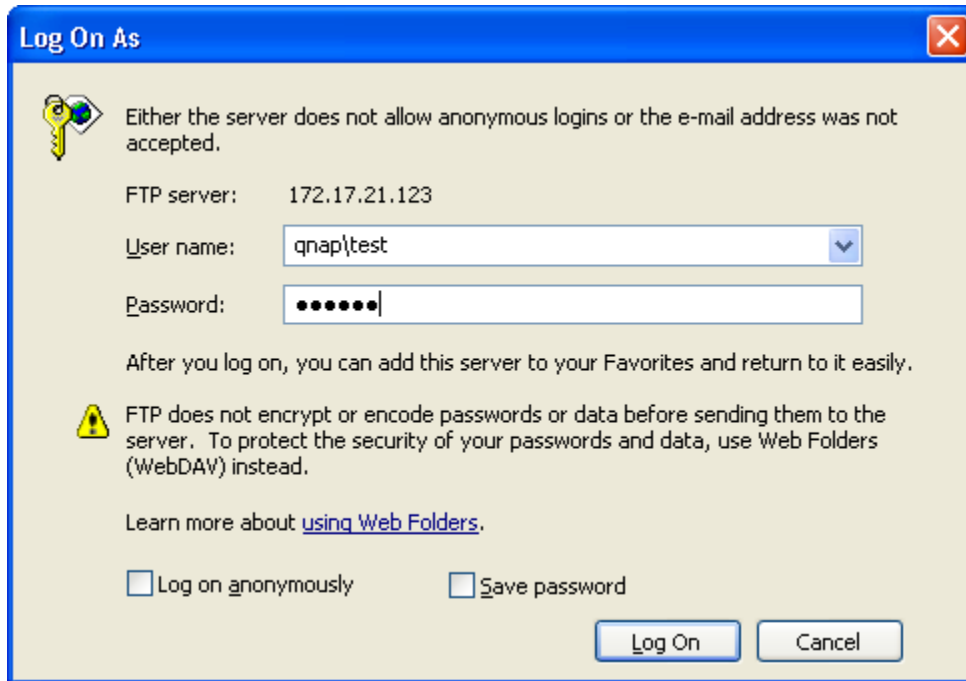 Log On As
Either the server does not allow anonymous logins or the e-mail address was not
accepted.
FTP server: 172.17.21.123
User name: qnap\test
Password: ●●●●●●
After you log on, you can add this server to your Favorites and return to it easily.
FTP does not encrypt or encode passwords or data before sending them to the
server. To protect the security of your passwords and data, use Web Folders
(WebDAV) instead.
Learn more about using Web Folders.
Log on anonymously Save password
Log On Cancel